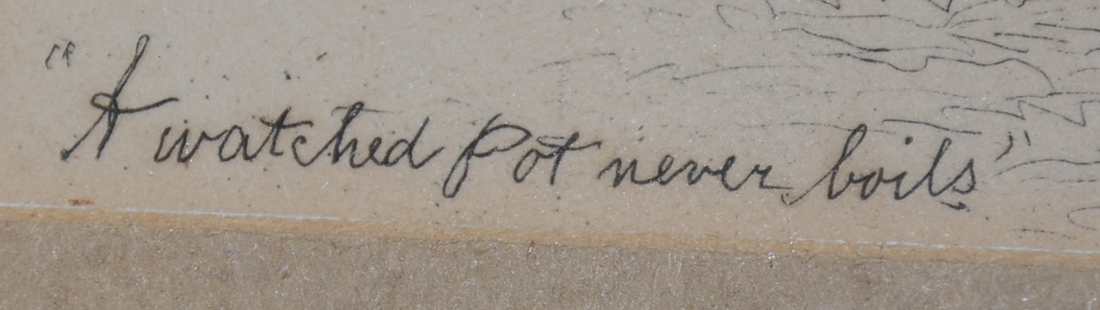 "A watched pot never boils"